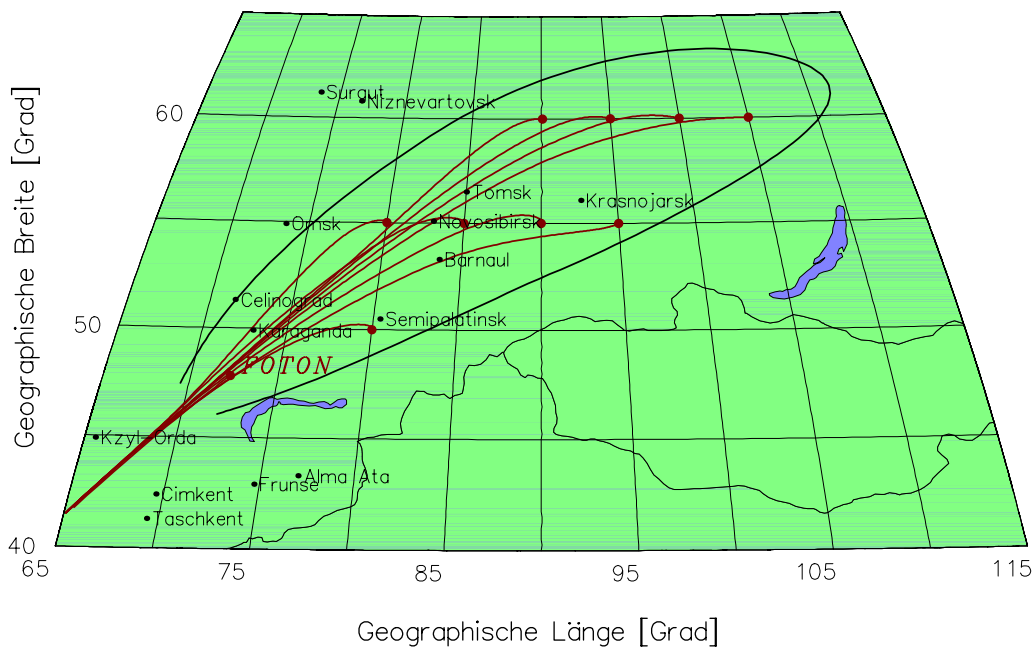 Geographische Breite [Grad]
60
50
40
Surgut
Niznevartovsk
Tomsk
Krasnojarsk
Omsk
Novosibirsk
Barnaul
Celinograd
Semipalatinsk
Karaganda
FOTON
Kzyl-Orda
Alma Ata
Frunse
Cimkent
Taschkent
65
75
85
95
105
115
Geographische Länge [Grad]